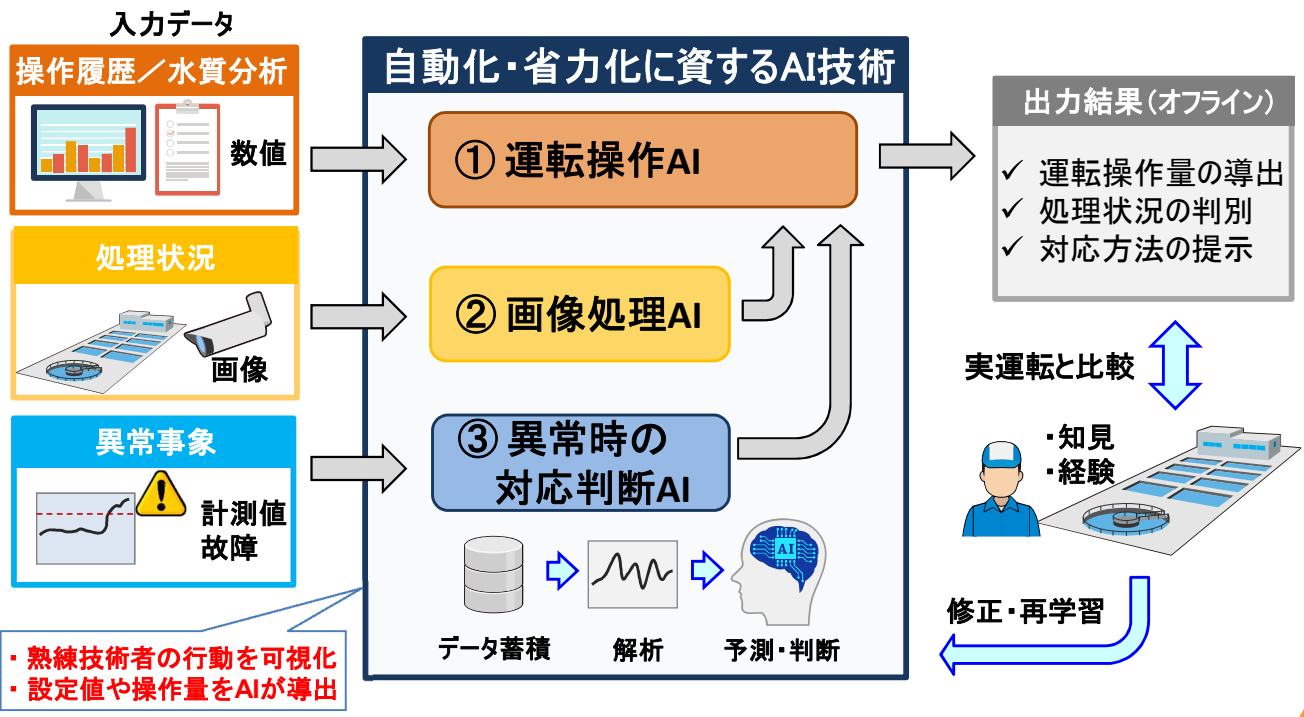 入力データ
操作履歴／水質分析
数値
処理状況
画像
異常事象
計測値
故障
・熟練技術者の行動を可視化
・設定値や操作量をAIが導出
自動化・省力化に資するAI技術
① 運転操作AI
② 画像処理AI
③ 異常時の
対応判断AI
AI
データ蓄積
解析
予測・判断
出力結果（オフライン）
✓ 運転操作量の導出
✓ 処理状況の判別
✓ 対応方法の提示
実運転と比較
・知見
・経験
修正・再学習